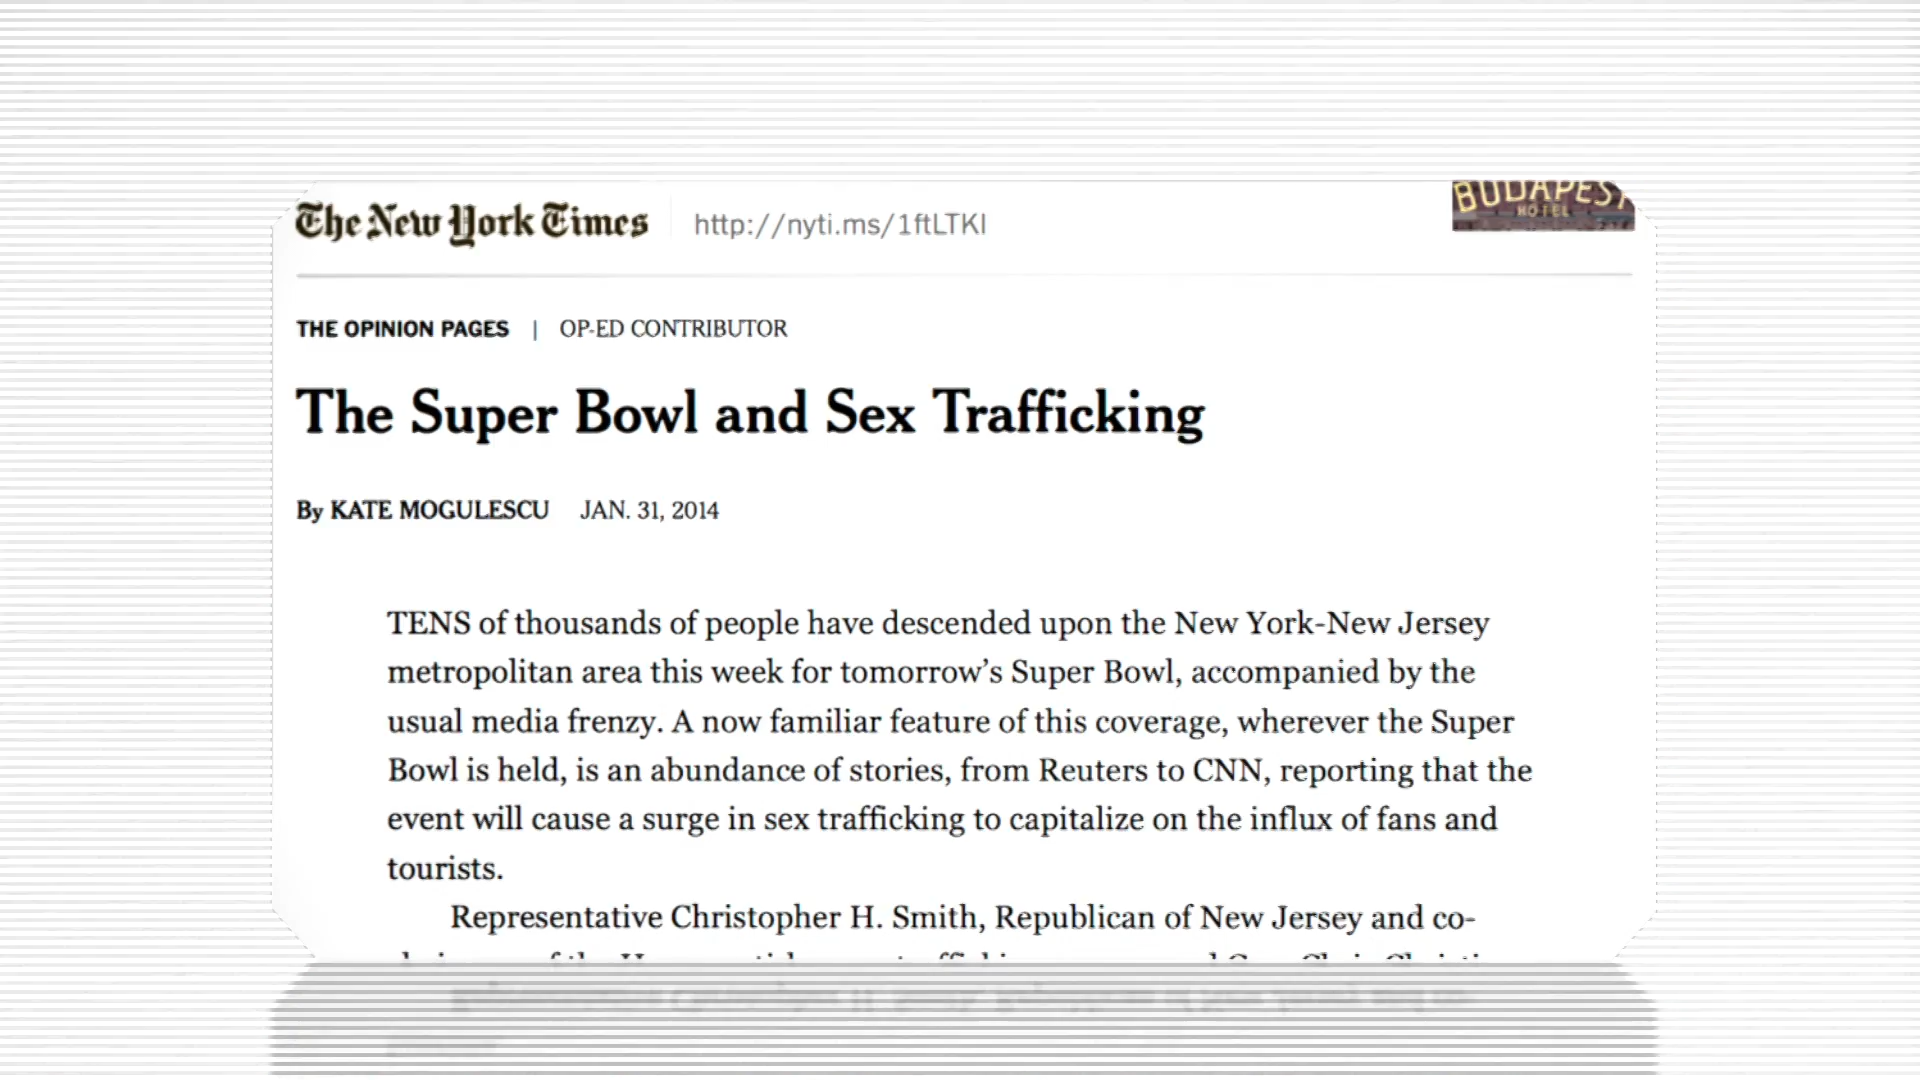 The New York Times
http://nyti.ms/1ftLTKI
BUDAPEST
HOTEL
THE OPINION PAGES | OP-ED CONTRIBUTOR
The Super Bowl and Sex Trafficking
By KATE MOGULESCU JAN. 31, 2014
TENS of thousands of people have descended upon the New York-New Jersey
metropolitan area this week for tomorrow’s Super Bowl, accompanied by the
usual media frenzy. A now familiar feature of this coverage, wherever the Super
Bowl is held, is an abundance of stories, from Reuters to CNN, reporting that the
event will cause a surge in sex trafficking to capitalize on the influx of fans and
tourists.
Representative Christopher H. Smith, Republican of New Jersey and co-